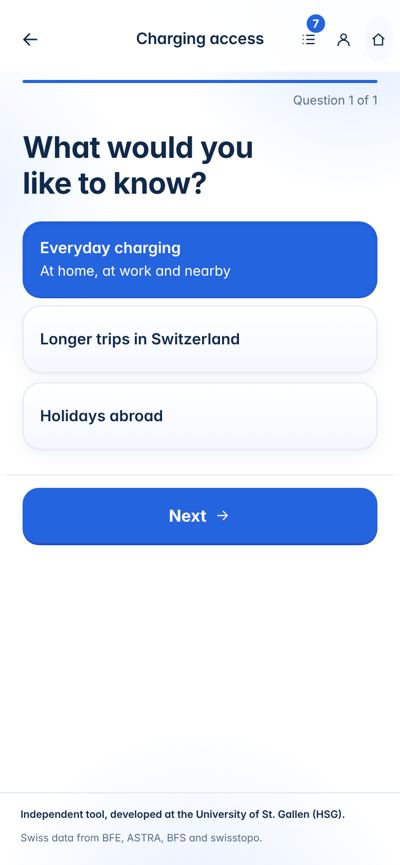 Charging access
7
Question 1 of 1
What would you
like to know?
Everyday charging
At home, at work and nearby
Longer trips in Switzerland
Holidays abroad
Next →
Independent tool, developed at the University of St. Gallen (HSG).
Swiss data from BFE, ASTRA, BFS and swisstopo.